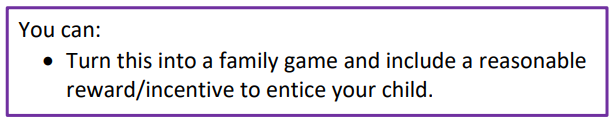 You can:
• Turn this into a family game and include a reasonable
reward/incentive to entice your child.